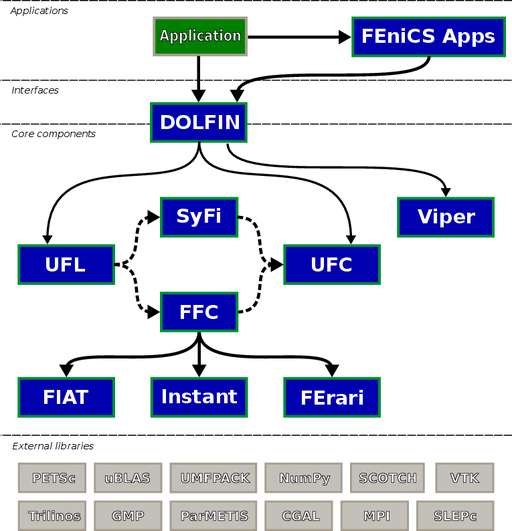 Applications
Application
FEniCS Apps
Interfaces
DOLFIN
Core components
SyFi
Viper
UFL
UFC
FFC
FIAT
Instant
FErari
External libraries
PETSc
uBLAS
UMFPACK
NumPy
SCOTCH
VTK
Trilinos
GMP
ParMETIS
CGAL
MPI
SLEPc